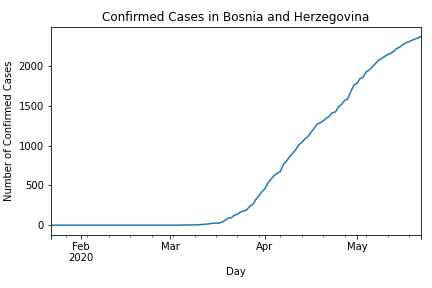 Confirmed Cases in Bosnia and Herzegovina
Number of Confirmed Cases
2000
1500
1000
500
0
Feb
2020
Mar
Apr
May
Day